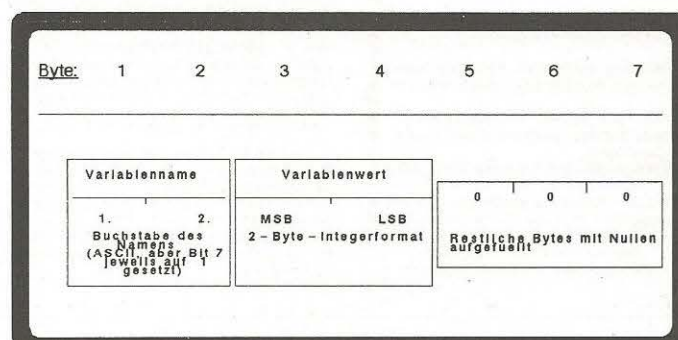 Byte: 1 2 3 4 5 6 7
Variablenname
1. 2.
Buchstabe des
Namens
(ASCII, aber Bit 7
jeweils auf 1
gesetzt)
Variablenwert
MSB LSB
2 – Byte – Integerformat
0 0 0
Restliche Bytes mit Nullen
aufgefuellt